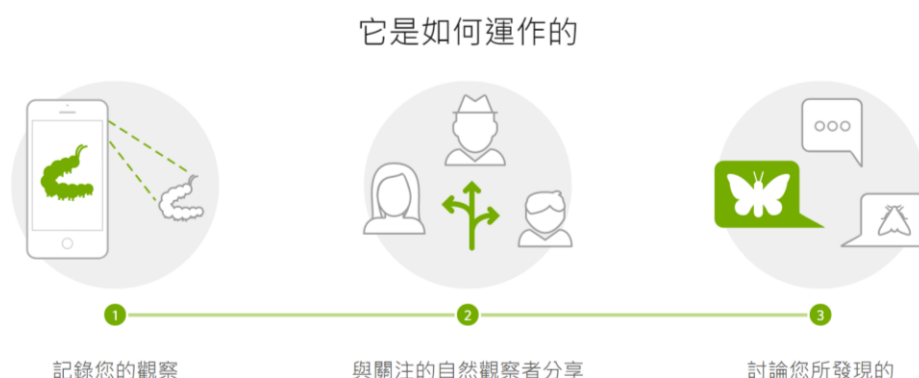 它是如何運作的
1
2
3
記錄您的觀察
與關注的自然觀察者分享
討論您所發現的